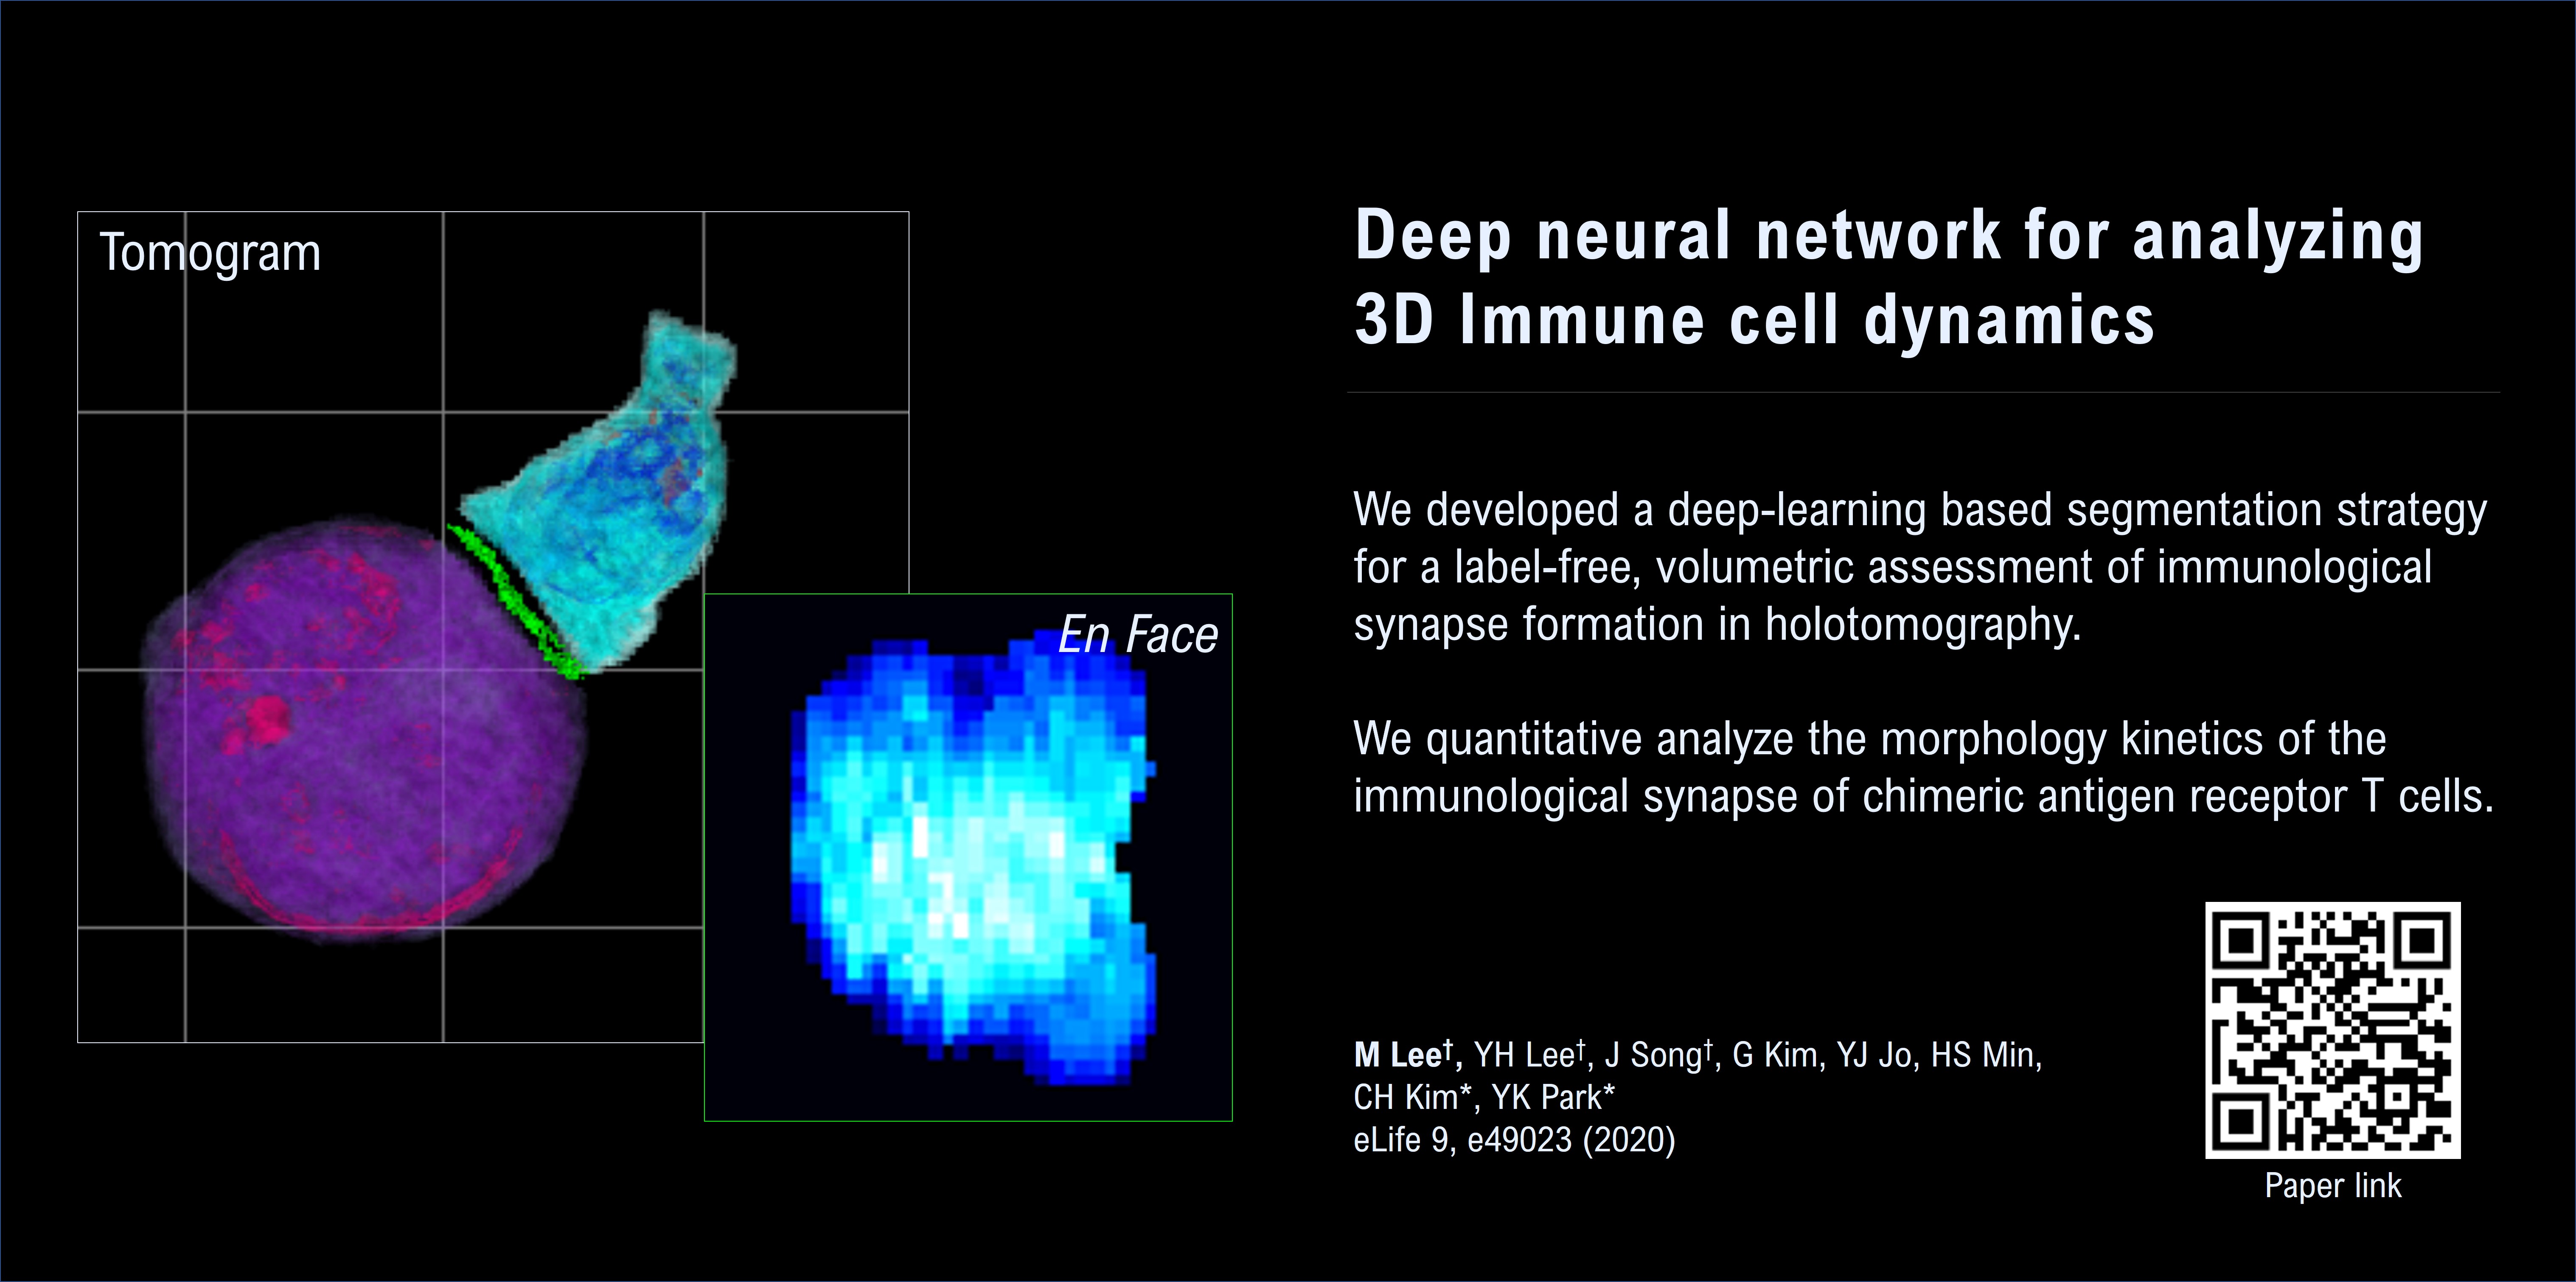 Tomogram
En Face
Deep neural network for analyzing
3D Immune cell dynamics
We developed a deep-learning based segmentation strategy
for a label-free, volumetric assessment of immunological
synapse formation in holotomography.
We quantitative analyze the morphology kinetics of the
immunological synapse of chimeric antigen receptor T cells.
M Lee†, YH Lee†, J Song†, G Kim, YJ Jo, HS Min,
CH Kim*, YK Park*
eLife 9, e49023 (2020)
Paper link